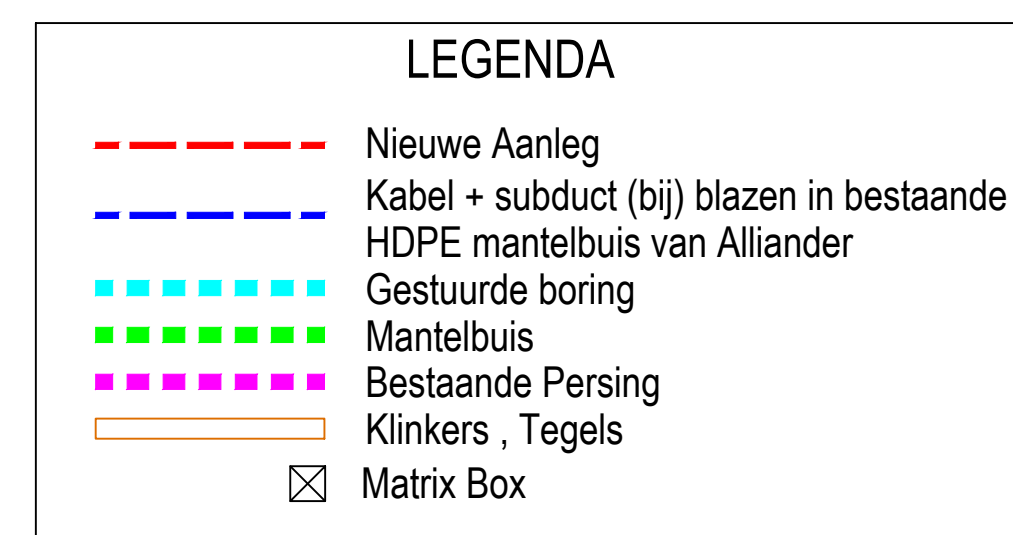 LEGENDA
Nieuwe Aanleg
Kabel + subduct (bij) blazen in bestaande
HDPE mantelbuis van Alliander
Gestuurde boring
Mantelbuis
Bestaande Persing
Klinkers , Tegels
Matrix Box